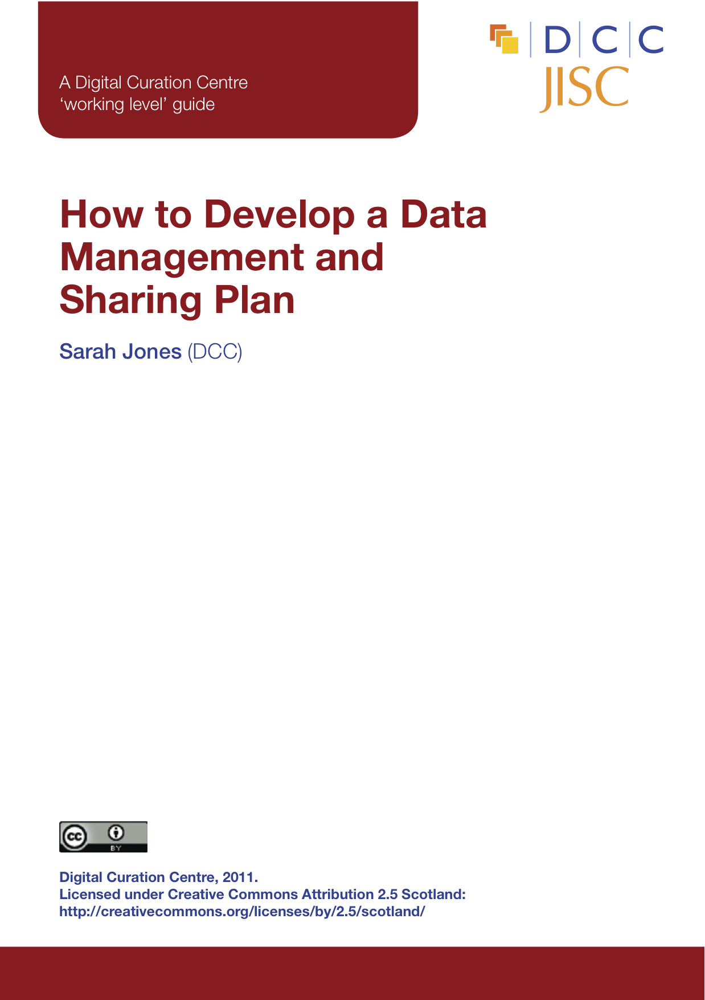 A Digital Curation Centre
‘working level’ guide
D C C
JISC
How to Develop a Data
Management and
Sharing Plan
Sarah Jones (DCC)
cc
BY
Digital Curation Centre, 2011.
Licensed under Creative Commons Attribution 2.5 Scotland:
http://creativecommons.org/licenses/by/2.5/scotland/